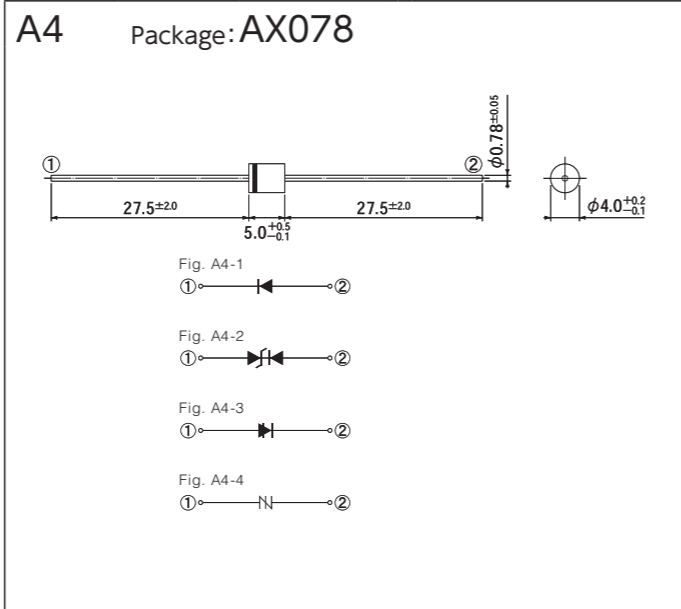 A4 Package: AX078
① ② φ0.78±0.05
27.5±2.0 27.5±2.0 φ4.0+0.2−0.1
5.0+0.5−0.1
Fig. A4-1
① ②
Fig. A4-2
① ②
Fig. A4-3
① ②
Fig. A4-4
① ②